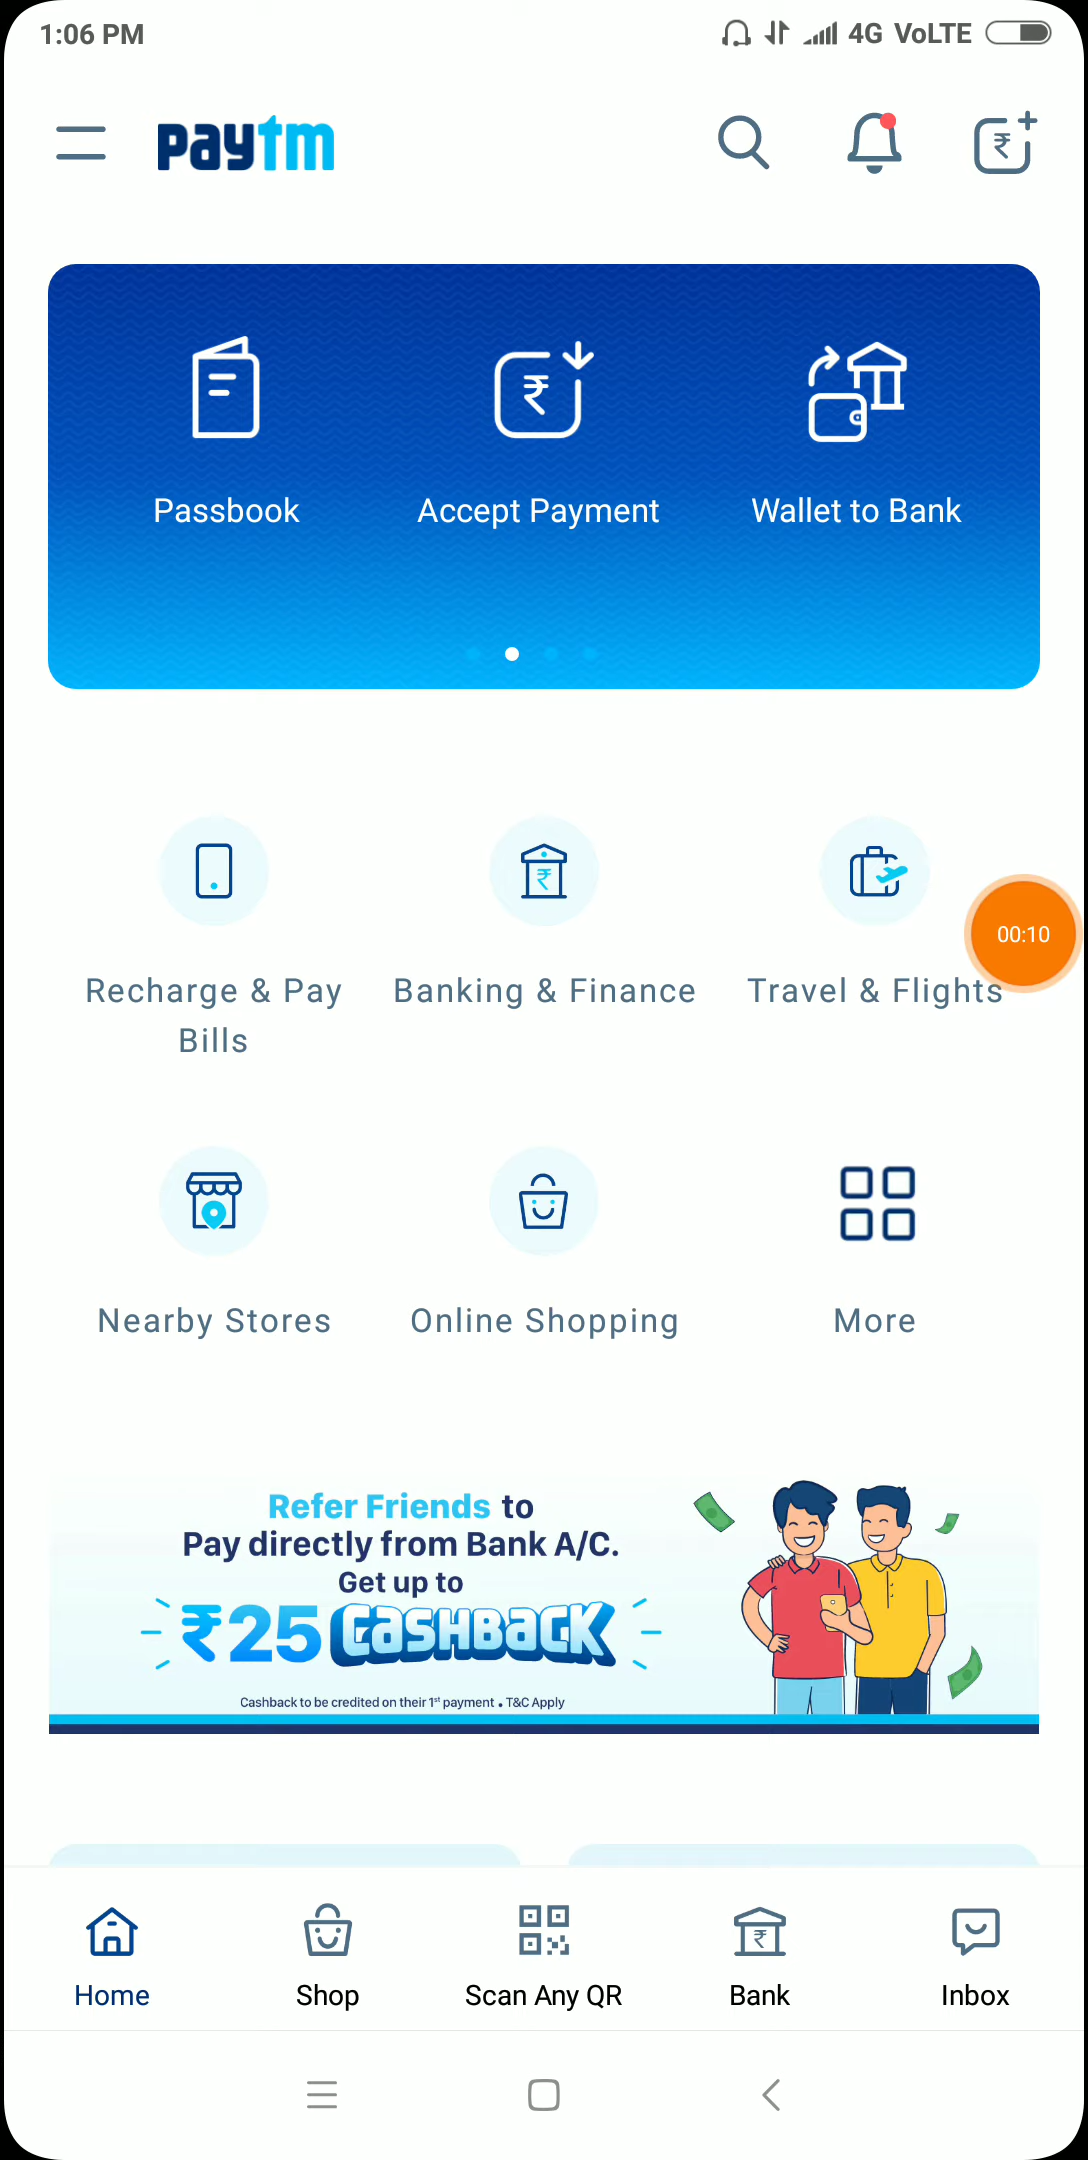 1:06 PM
4G VoLTE
paytm
Passbook
Accept Payment
Wallet to Bank
00:10
Recharge & Pay
Bills
Banking & Finance
Travel & Flights
Nearby Stores
Online Shopping
More
Refer Friends to
Pay directly from Bank A/C.
Get up to
₹25 CASHBACK
Cashback to be credited on their 1st payment • T&C Apply
Home
Shop
Scan Any QR
Bank
Inbox